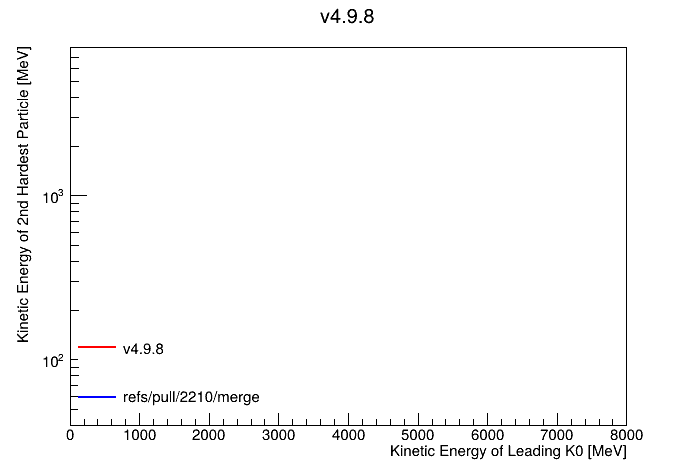 v4.9.8
Kinetic Energy of 2nd Hardest Particle [MeV]
10³
10²
v4.9.8
refs/pull/2210/merge
0 1000 2000 3000 4000 5000 6000 7000 8000
Kinetic Energy of Leading K0 [MeV]